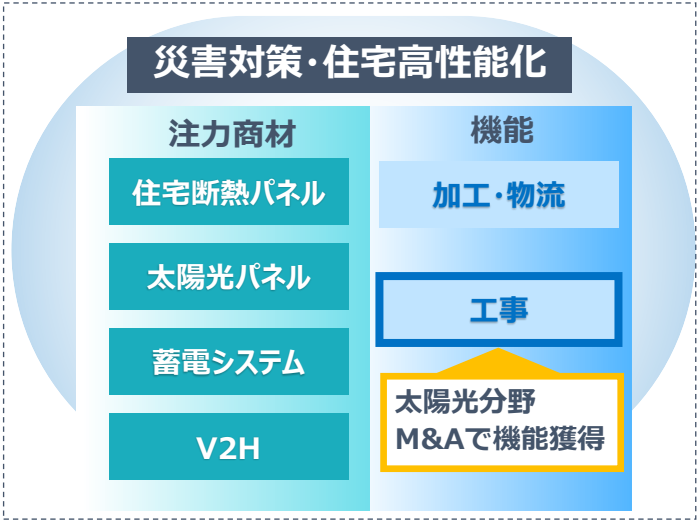 災害対策・住宅高性能化
注力商材
住宅断熱パネル
太陽光パネル
蓄電システム
V2H
機能
加工・物流
工事
太陽光分野
M&Aで機能獲得